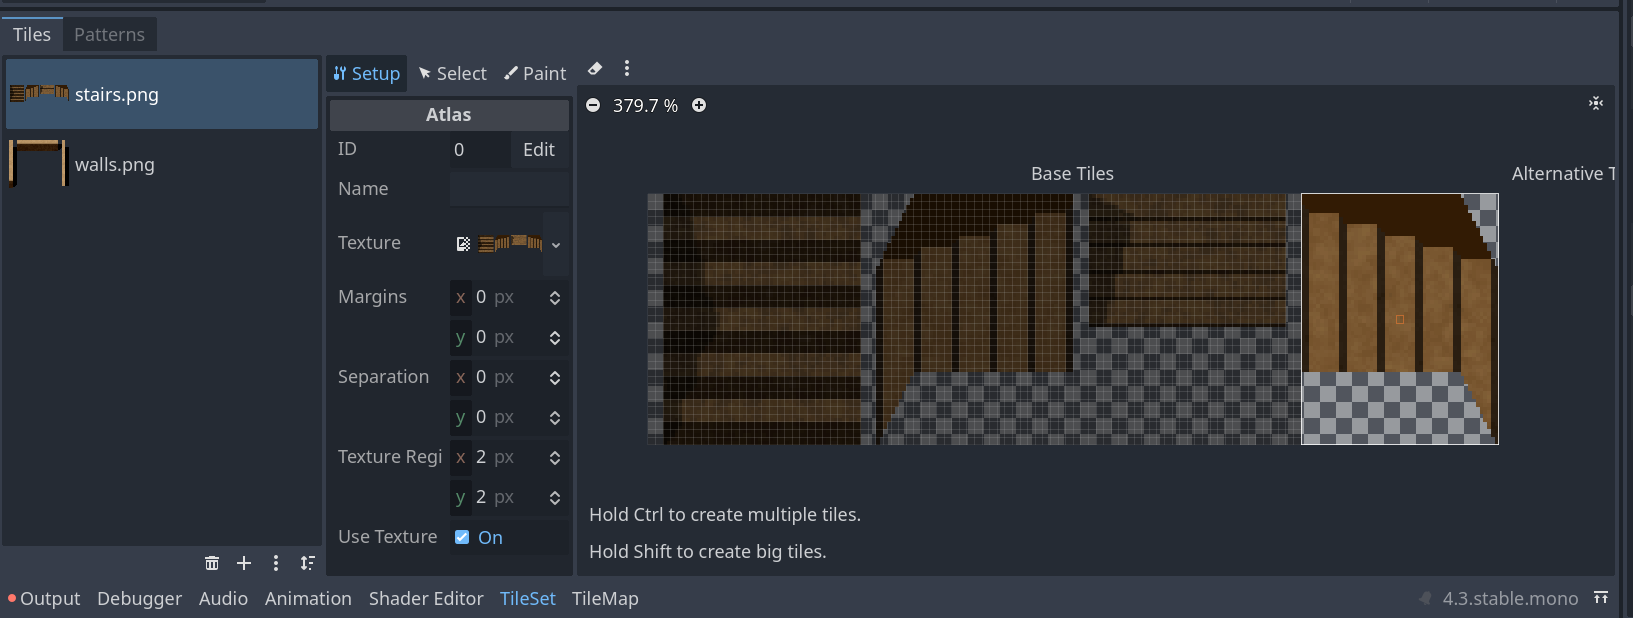 Tiles Patterns
stairs.png
walls.png
Setup Select Paint
Atlas
ID 0 Edit
Name
Texture
Margins x 0 px
y 0 px
Separation x 0 px
y 0 px
Texture Regi x 2 px
y 2 px
Use Texture On
379.7 %
Base Tiles
Alternative T
Hold Ctrl to create multiple tiles.
Hold Shift to create big tiles.
Output Debugger Audio Animation Shader Editor TileSet TileMap 4.3.stable.mono